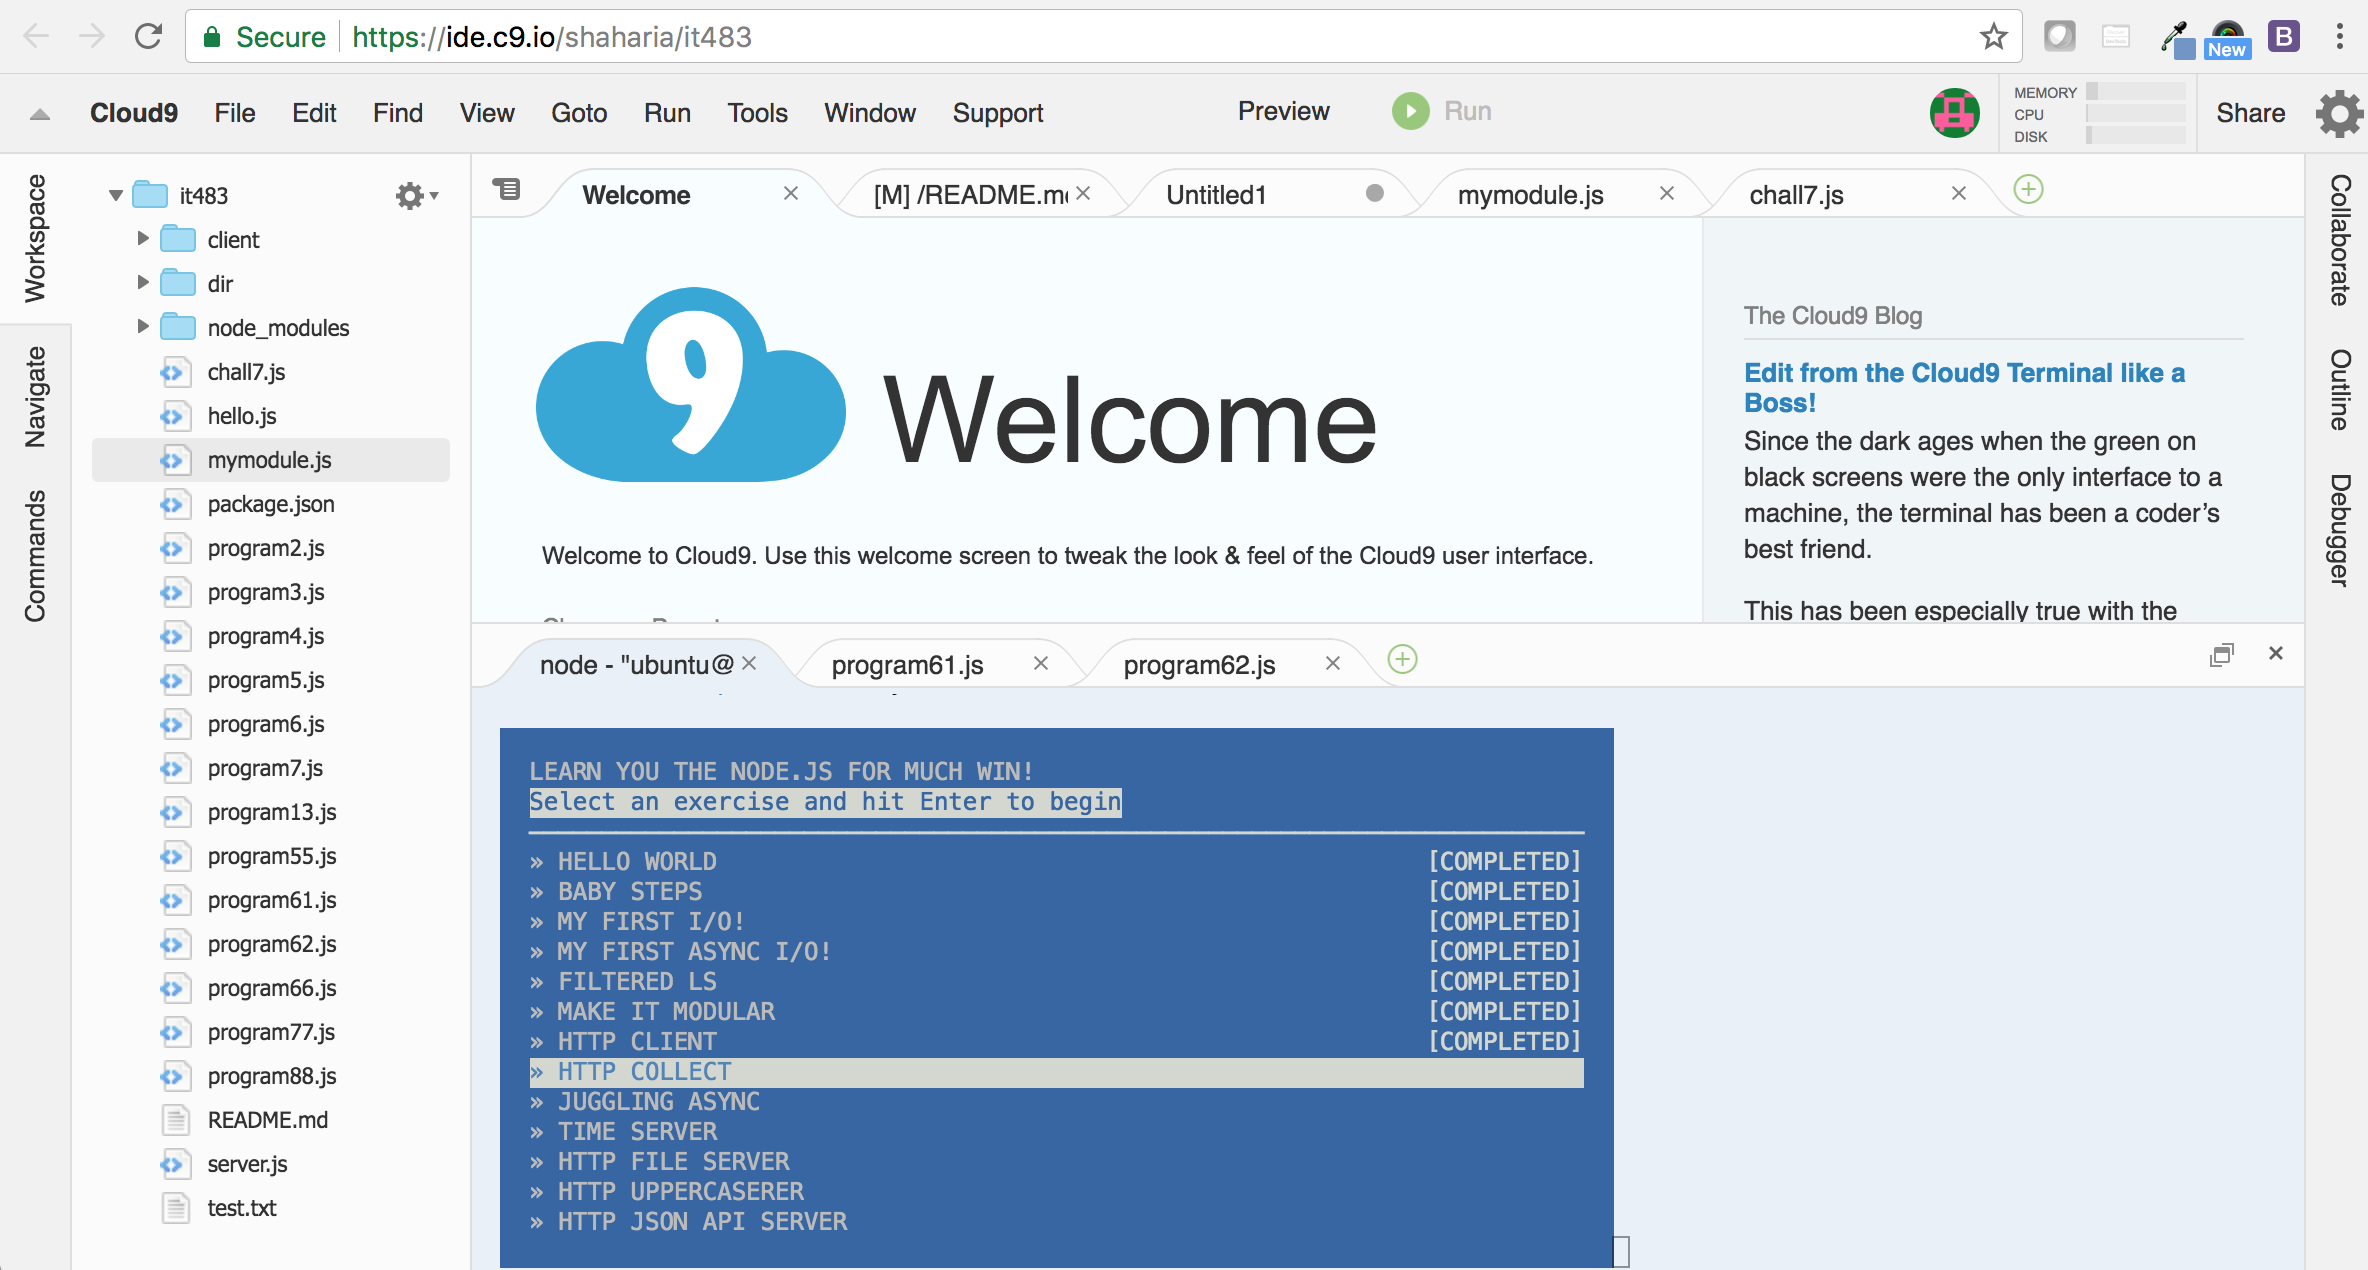 Secure https://ide.c9.io/shaharia/it483
New
B
Cloud9 File Edit Find View Goto Run Tools Window Support Preview Run
MEMORY
CPU
DISK
Share
Workspace
Navigate
Commands
it483
client
dir
node_modules
chall7.js
hello.js
mymodule.js
package.json
program2.js
program3.js
program4.js
program5.js
program6.js
program7.js
program13.js
program55.js
program61.js
program62.js
program66.js
program77.js
program88.js
README.md
server.js
test.txt
Welcome [M] /README.m Untitled1 mymodule.js chall7.js
9
Welcome
Welcome to Cloud9. Use this welcome screen to tweak the look & feel of the Cloud9 user interface.
The Cloud9 Blog
Edit from the Cloud9 Terminal like a
Boss!
Since the dark ages when the green on
black screens were the only interface to a
machine, the terminal has been a coder’s
best friend.
This has been especially true with the
node - "ubuntu@ program61.js program62.js
LEARN YOU THE NODE.JS FOR MUCH WIN!
Select an exercise and hit Enter to begin
» HELLO WORLD [COMPLETED]
» BABY STEPS [COMPLETED]
» MY FIRST I/O! [COMPLETED]
» MY FIRST ASYNC I/O! [COMPLETED]
» FILTERED LS [COMPLETED]
» MAKE IT MODULAR [COMPLETED]
» HTTP CLIENT [COMPLETED]
» HTTP COLLECT
» JUGGLING ASYNC
» TIME SERVER
» HTTP FILE SERVER
» HTTP UPPERCASERER
» HTTP JSON API SERVER
Collaborate
Outline
Debugger